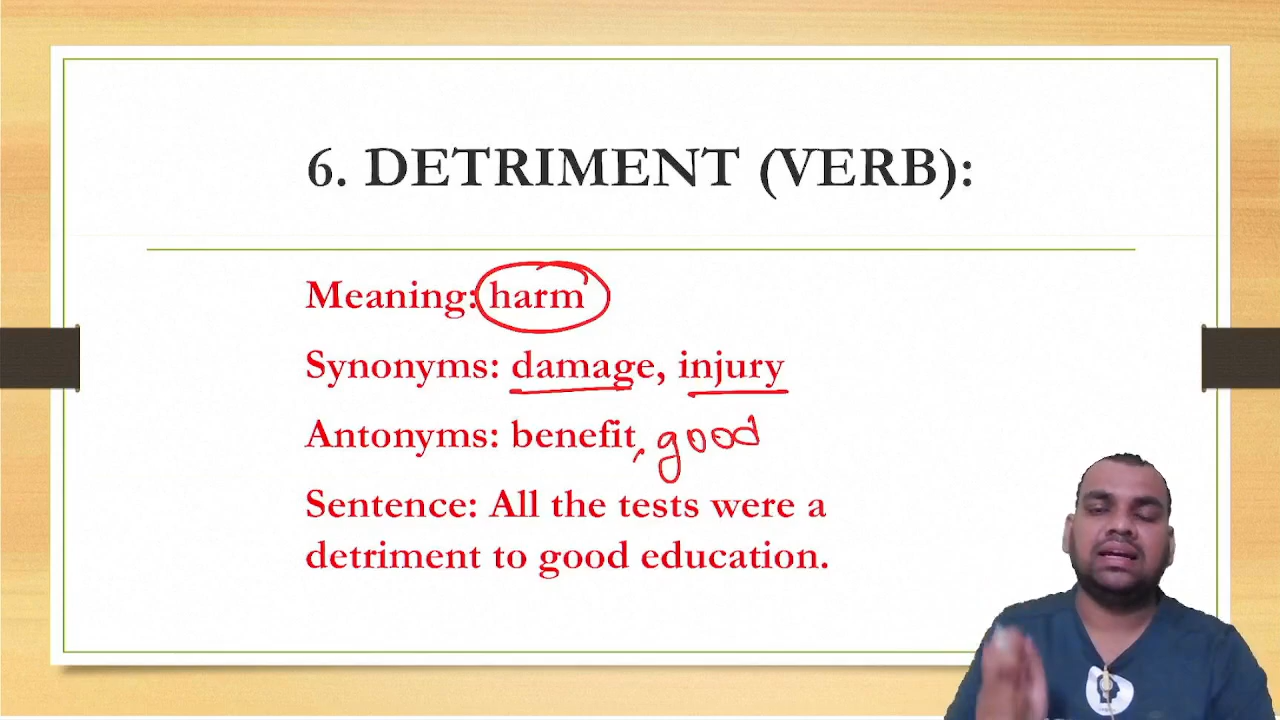 6. DETRIMENT (VERB):
Meaning: harm
Synonyms: damage, injury
Antonyms: benefit, good
Sentence: All the tests were a
detriment to good education.